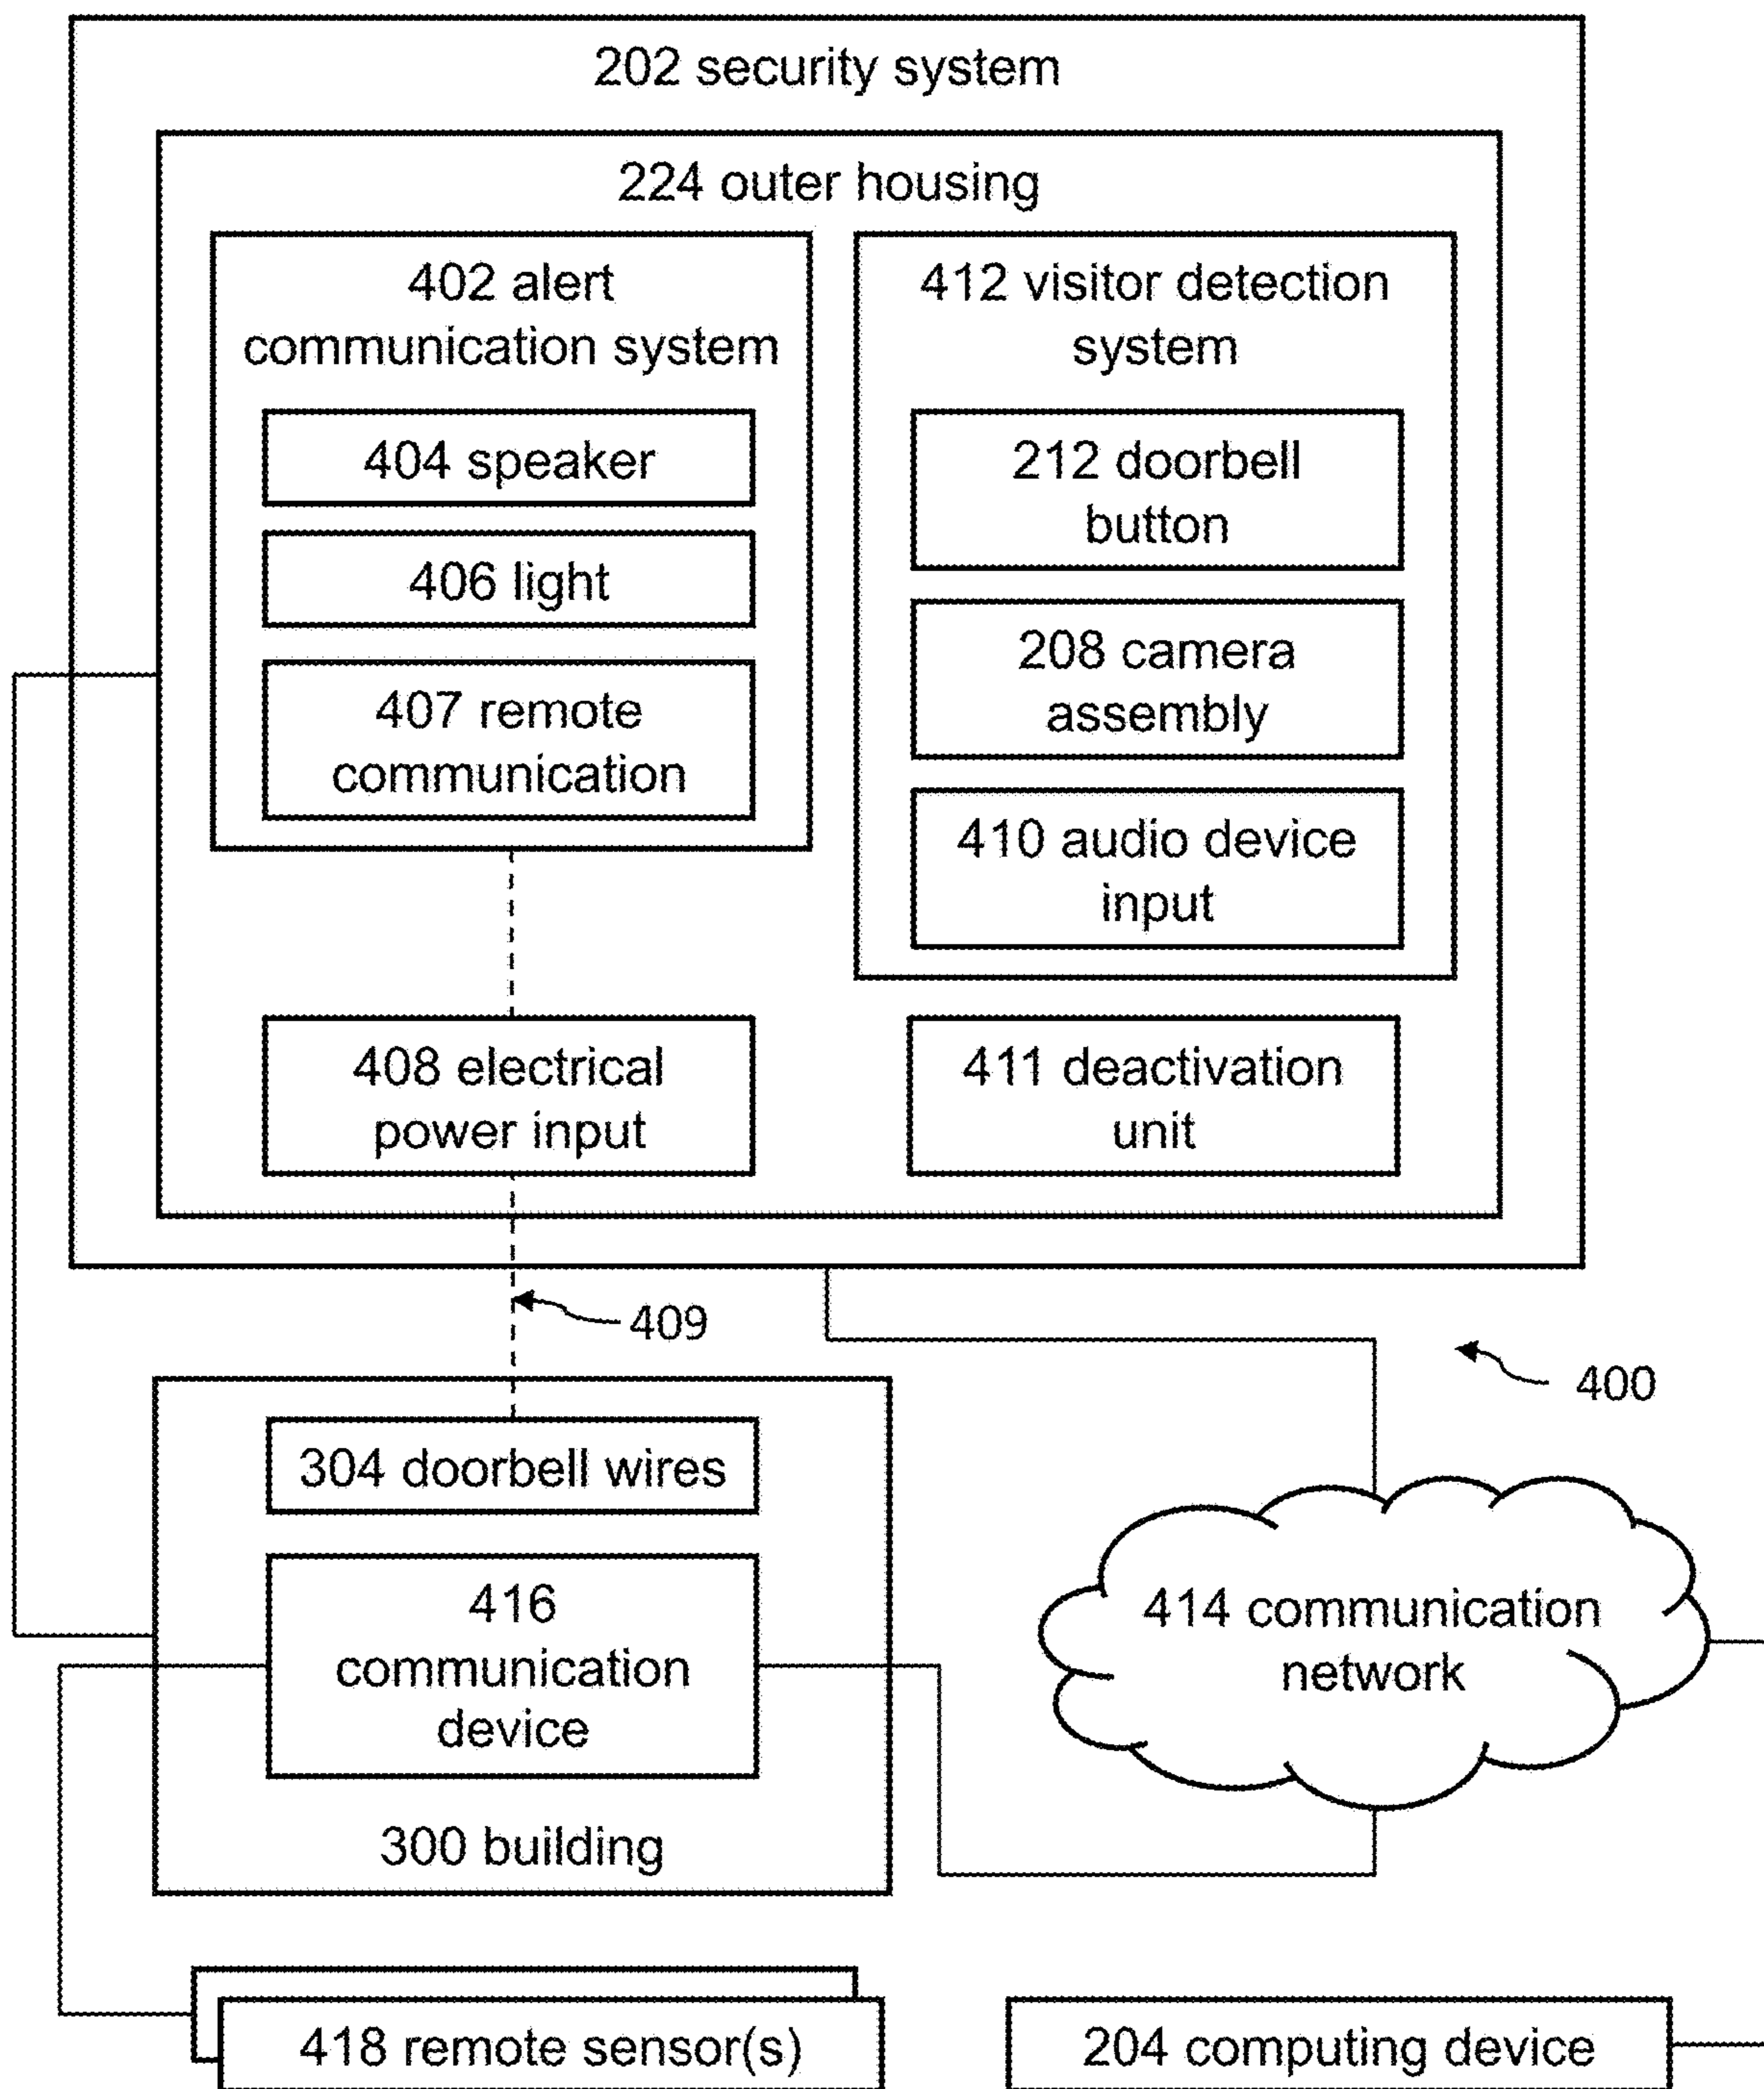 202 security system
224 outer housing
402 alert
communication system
404 speaker
406 light
407 remote
communication
412 visitor detection
system
212 doorbell
button
208 camera
assembly
410 audio device
input
408 electrical
power input
411 deactivation
unit
409
400
304 doorbell wires
416
communication
device
300 building
414 communication
network
418 remote sensor(s)
204 computing device